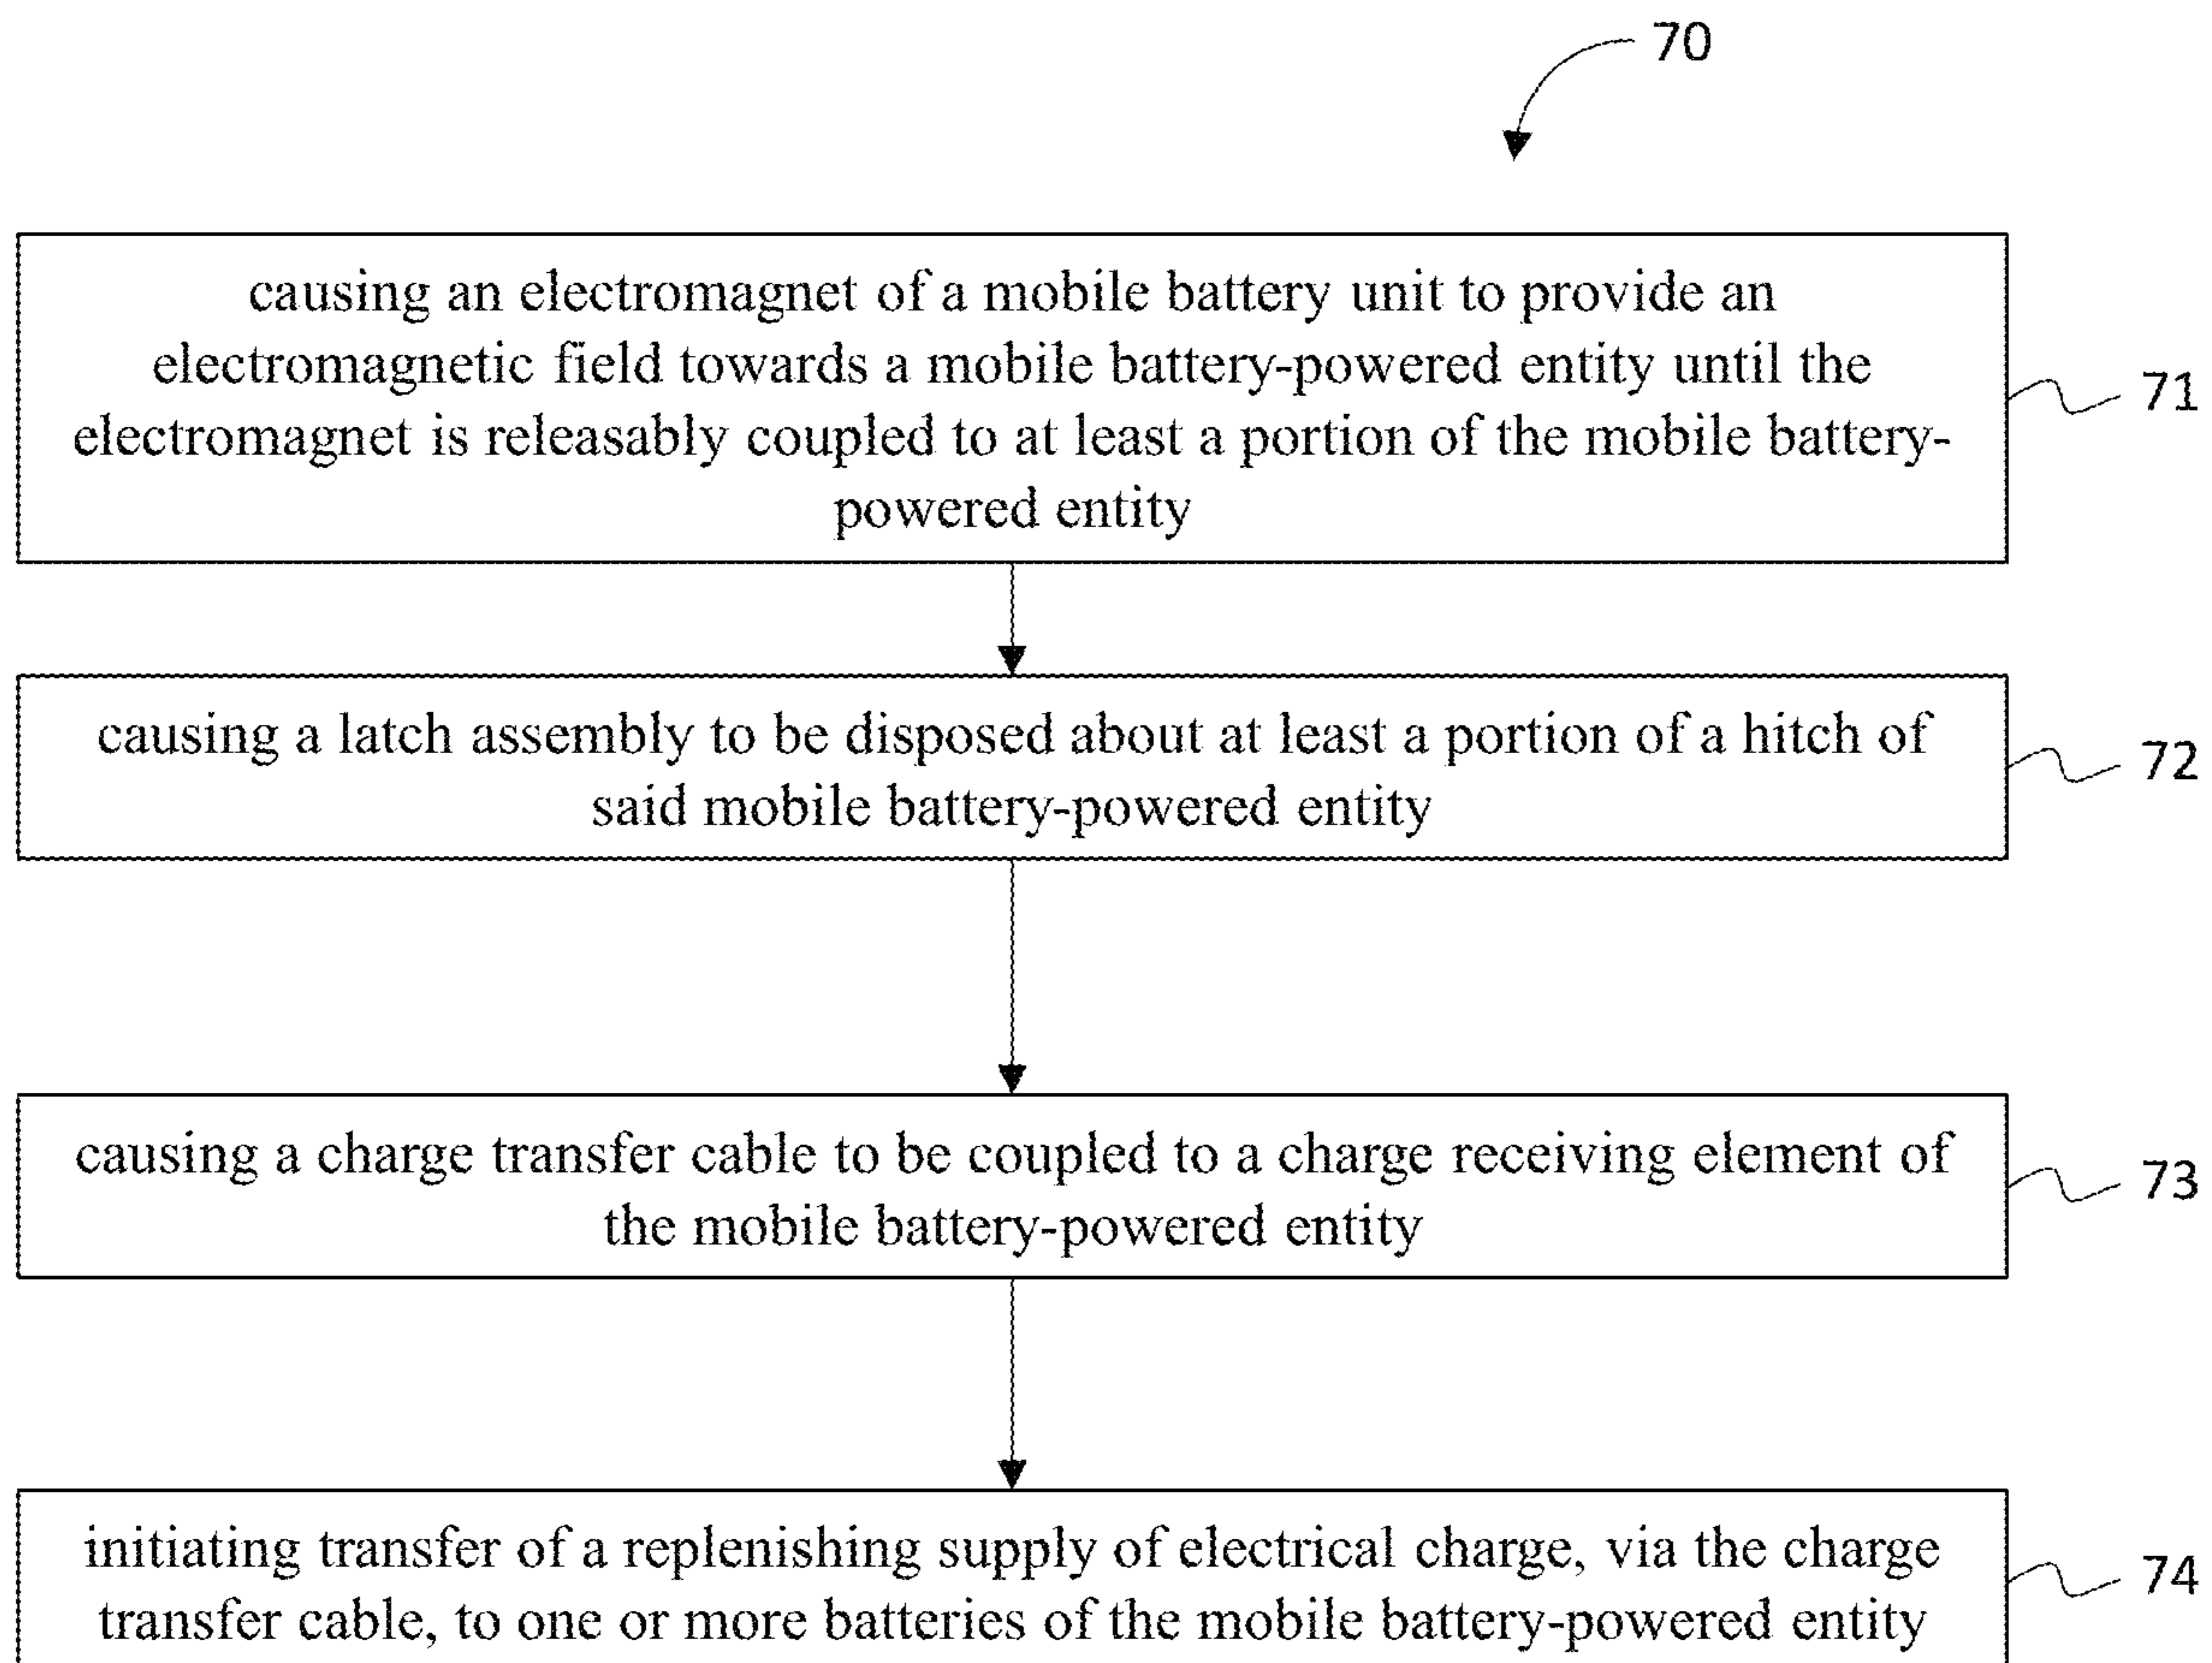 70
causing an electromagnet of a mobile battery unit to provide an
electromagnetic field towards a mobile battery-powered entity until the
electromagnet is releasably coupled to at least a portion of the mobile battery-
powered entity
71
causing a latch assembly to be disposed about at least a portion of a hitch of
said mobile battery-powered entity
72
causing a charge transfer cable to be coupled to a charge receiving element of
the mobile battery-powered entity
73
initiating transfer of a replenishing supply of electrical charge, via the charge
transfer cable, to one or more batteries of the mobile battery-powered entity
74